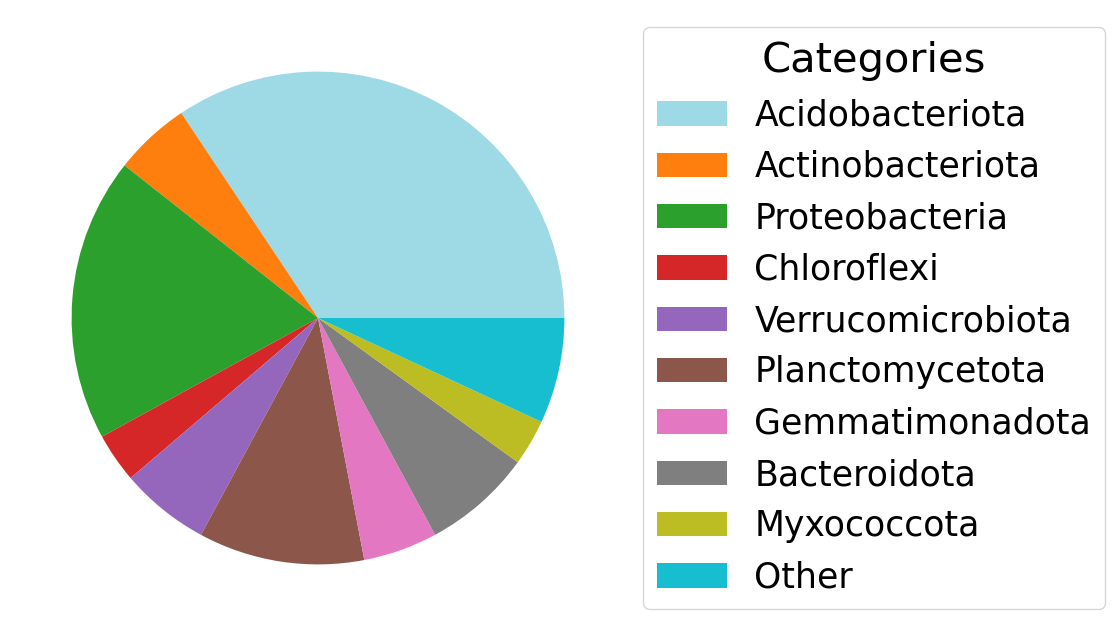 Categories
Acidobacteriota
Actinobacteriota
Proteobacteria
Chloroflexi
Verrucomicrobiota
Planctomycetota
Gemmatimonadota
Bacteroidota
Myxococcota
Other